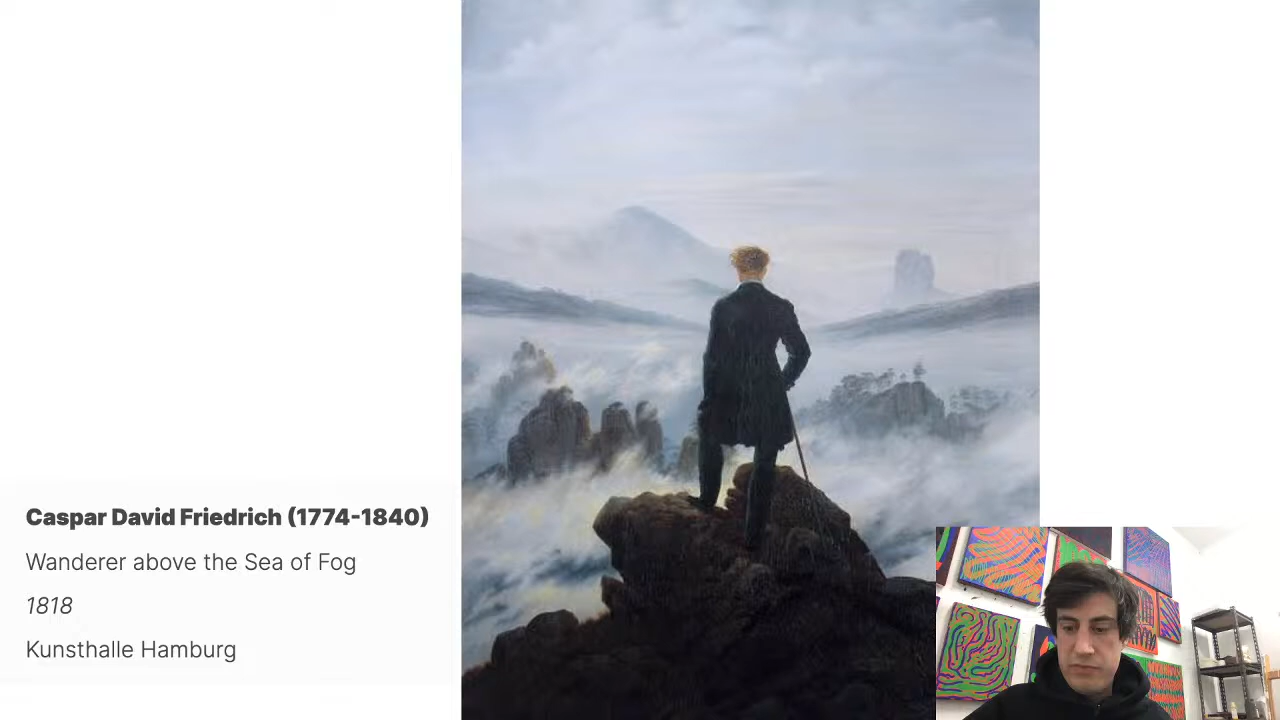 Caspar David Friedrich (1774-1840)
Wanderer above the Sea of Fog
1818
Kunsthalle Hamburg